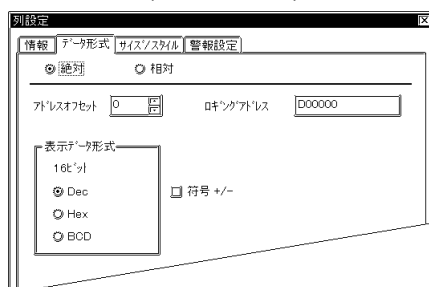 列設定
情報 ﾃﾞｰﾀ形式 ｻｲｽﾞ/ｽﾀｲﾙ 警報設定
絶対 相対
ｱﾄﾞﾚｽｵﾌｾｯﾄ 0 ﾛｷﾞﾝｸﾞｱﾄﾞﾚｽ D00000
表示ﾃﾞｰﾀ形式
16ﾋﾞｯﾄ
Dec 符号 +/-
Hex
BCD